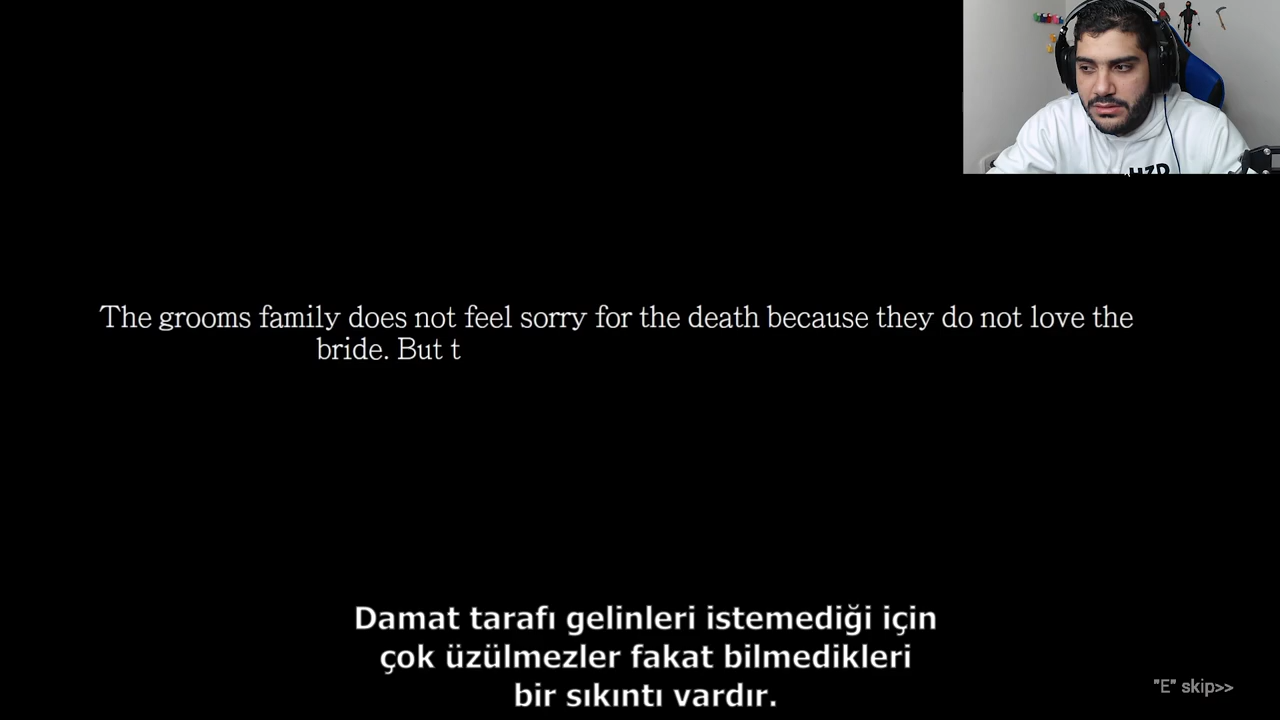 HZD
The grooms family does not feel sorry for the death because they do not love the
bride. But t
Damat tarafı gelinleri istemediği için
çok üzülmezler fakat bilmedikleri
bir sıkıntı vardır.
"E" skip>>